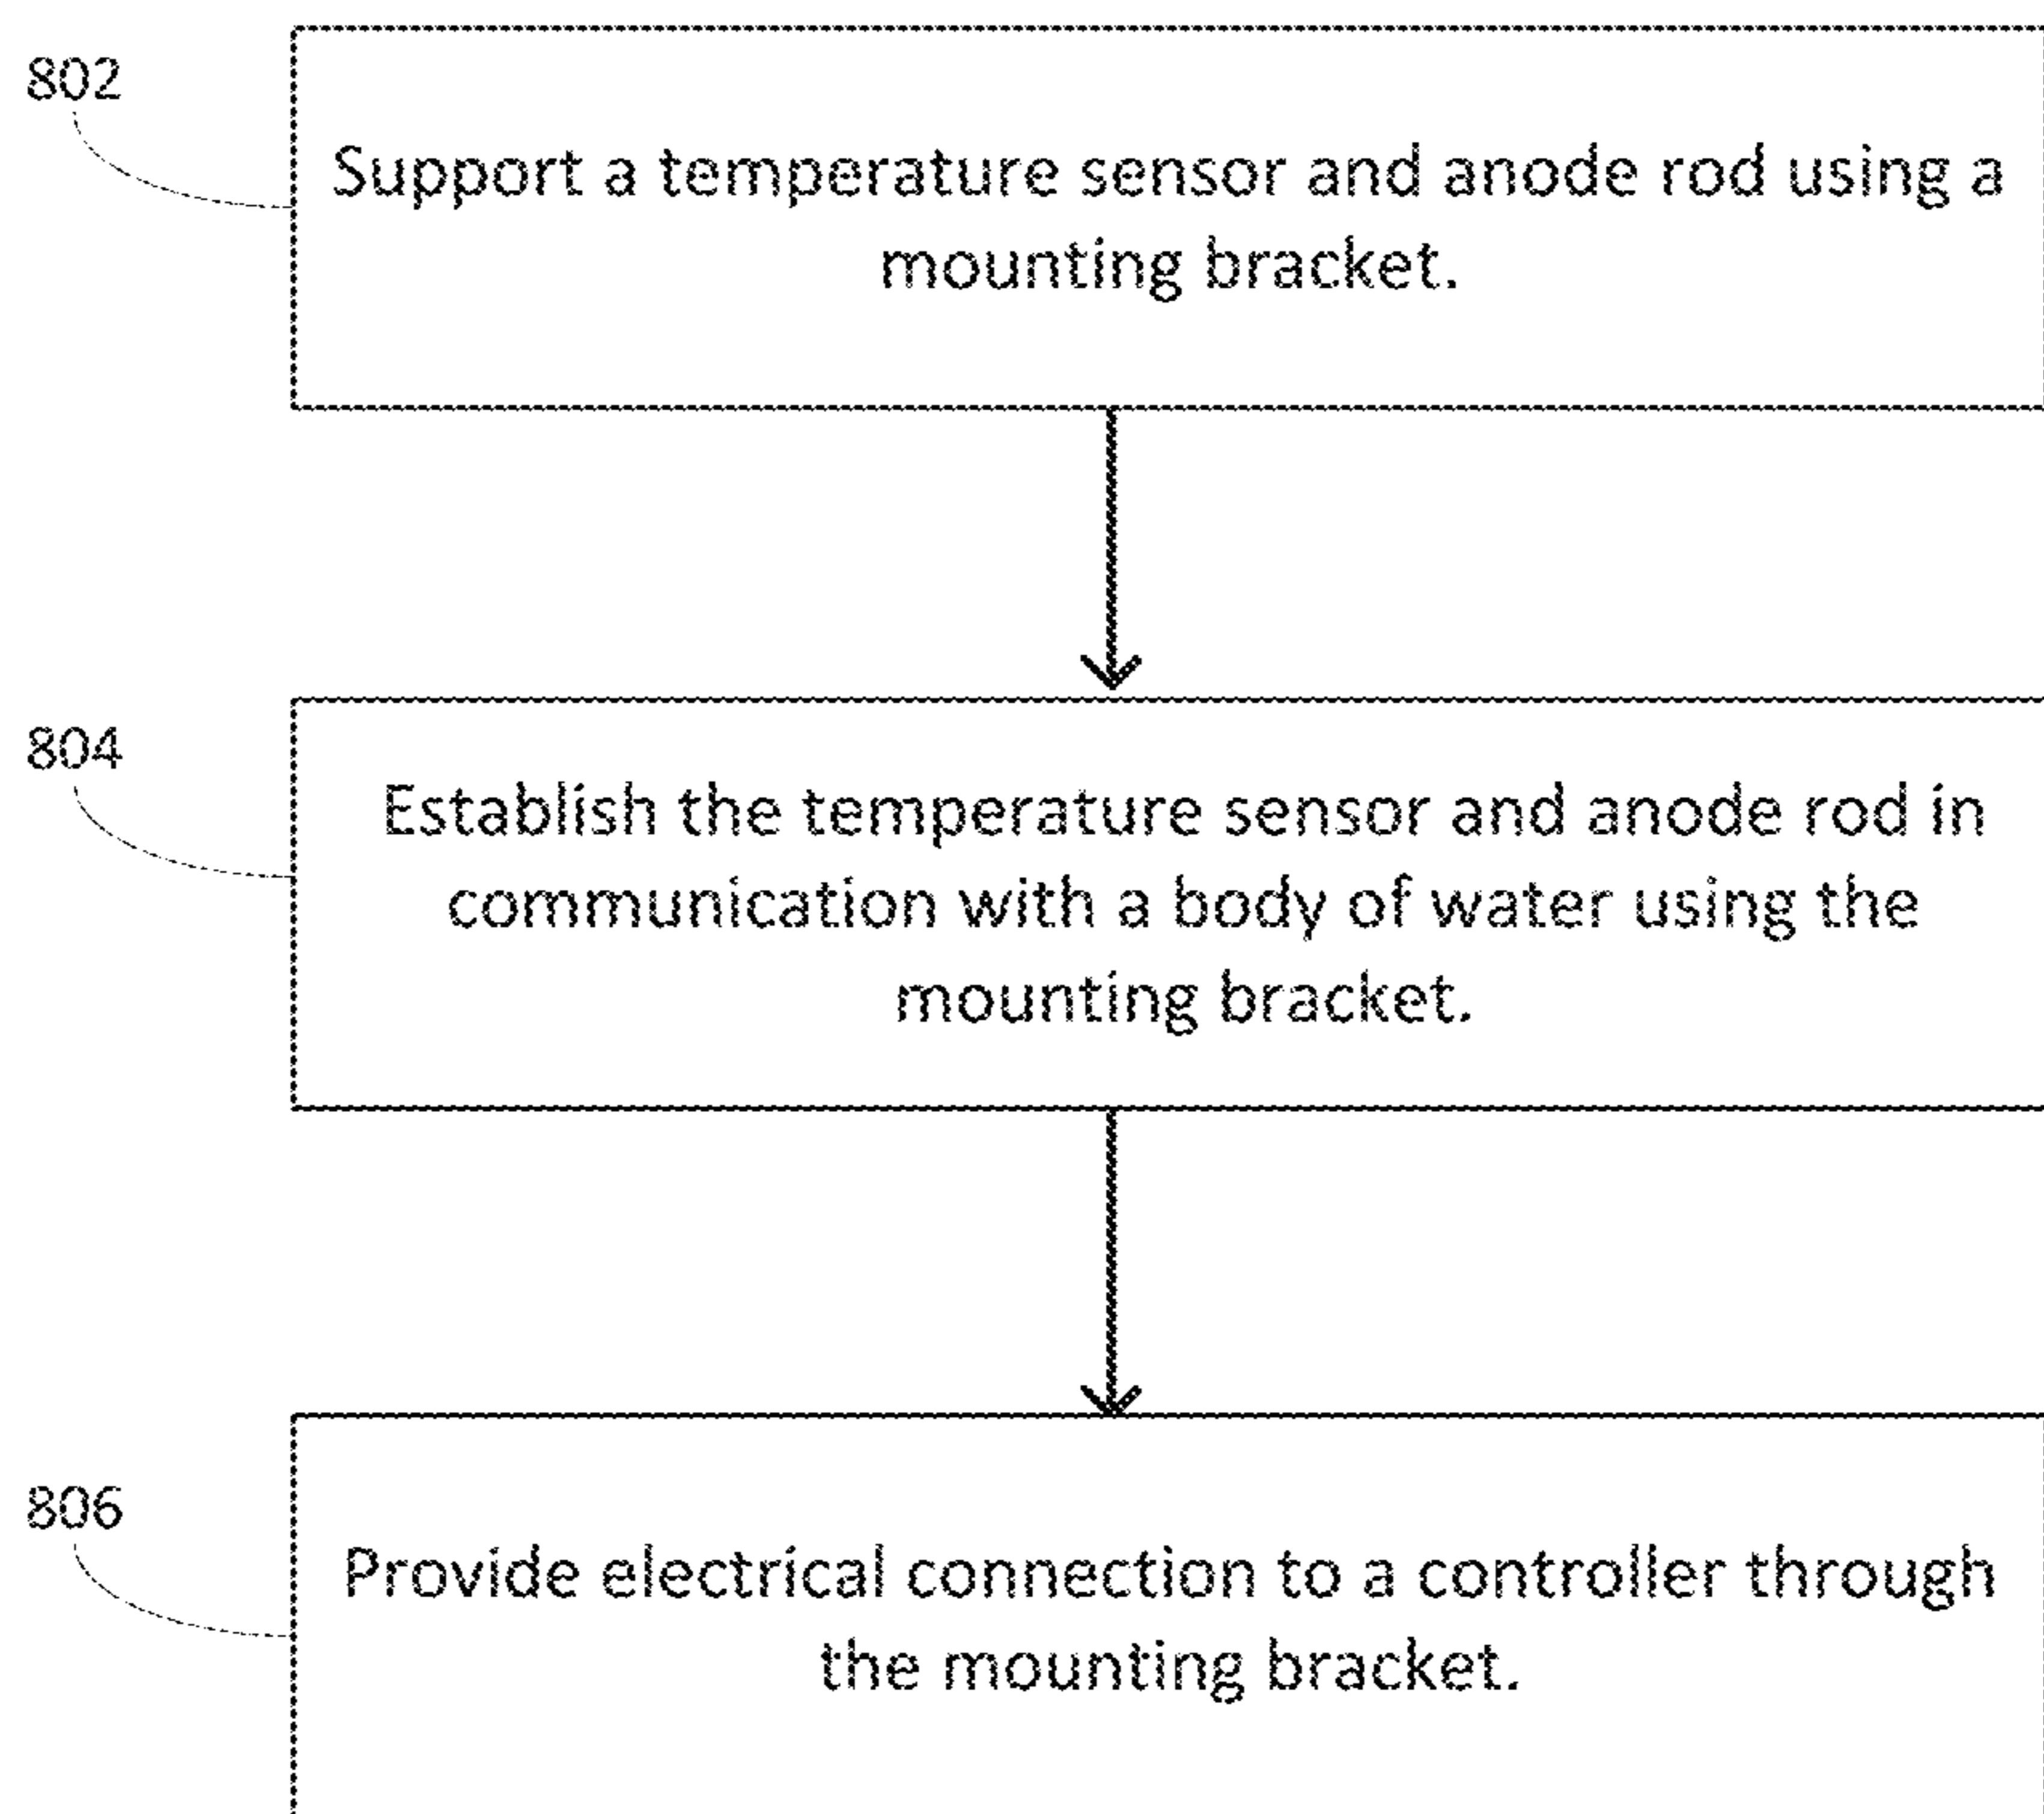 802
Support a temperature sensor and anode rod using a
mounting bracket.
804
Establish the temperature sensor and anode rod in
communication with a body of water using the
mounting bracket.
806
Provide electrical connection to a controller through
the mounting bracket.